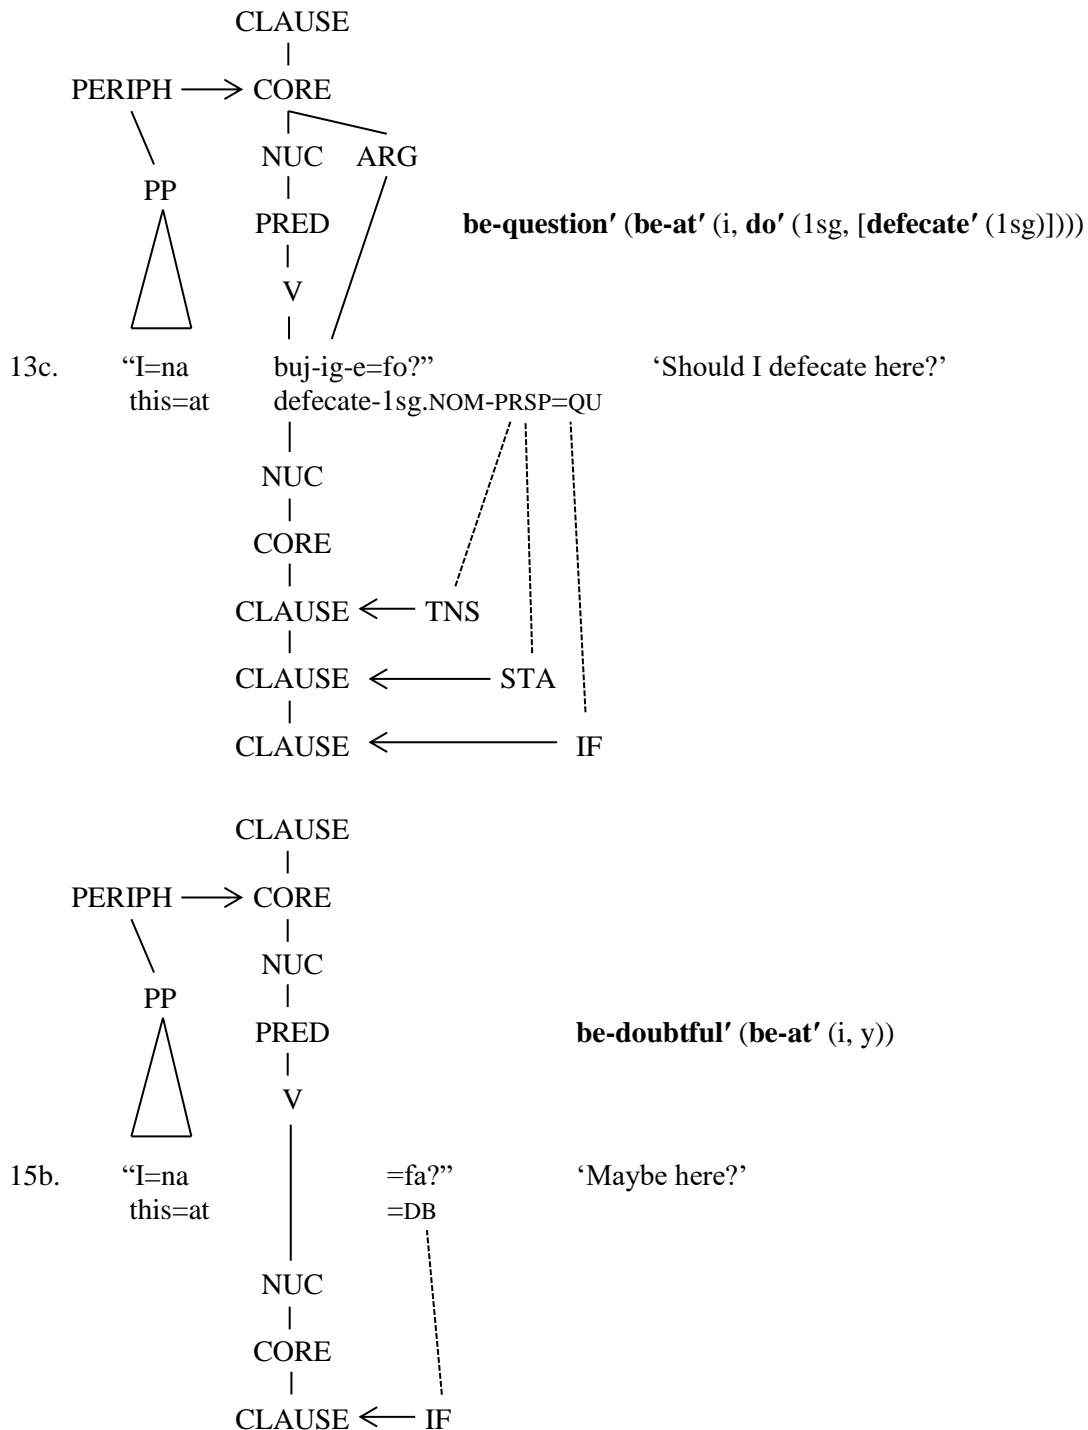 CLAUSE
PERIPH CORE
NUC ARG
PP
PRED be-question′ (be-at′ (i, do′ (1sg, [defecate′ (1sg)])))
V
13c. “I=na buj-ig-e=fo?” ‘Should I defecate here?’
this=at defecate-1sg.NOM-PRSP=QU
NUC
CORE
CLAUSE TNS
CLAUSE STA
CLAUSE IF
CLAUSE
PERIPH CORE
NUC
PP
PRED be-doubtful′ (be-at′ (i, y))
V
15b. “I=na =fa?” ‘Maybe here?’
this=at =DB
NUC
CORE
CLAUSE IF